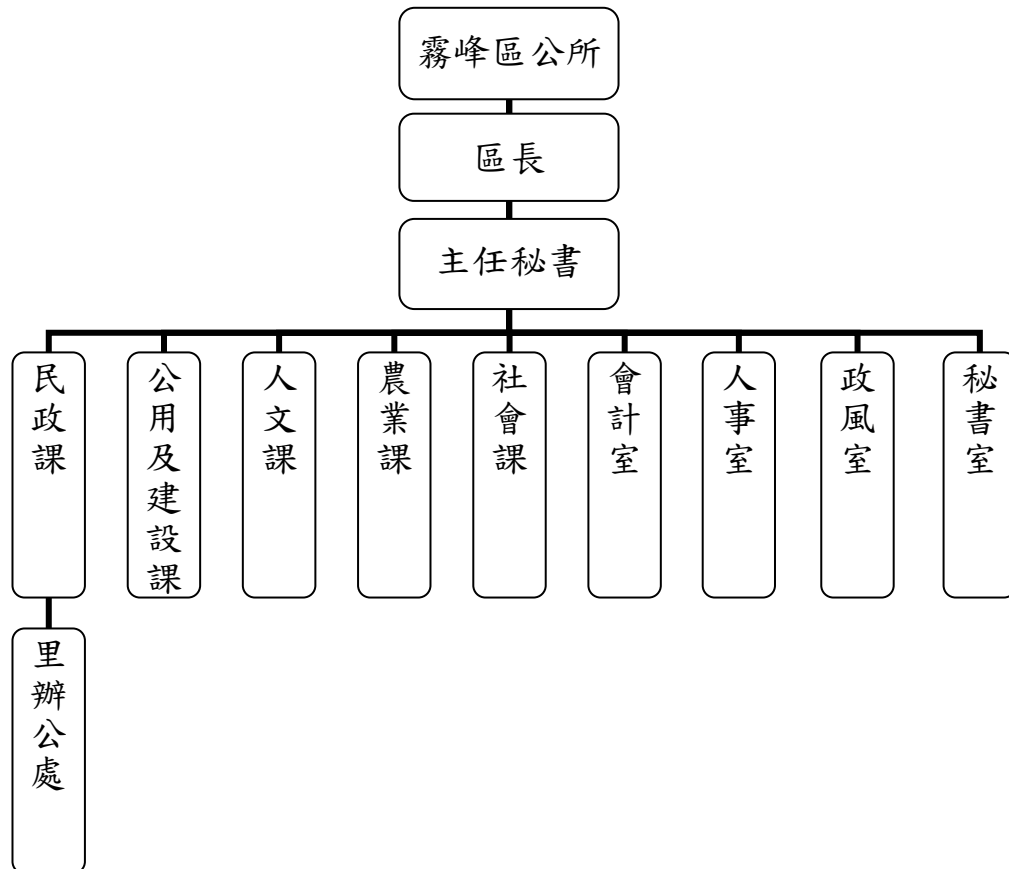 霧峰區公所
區長
主任秘書
民政課
公用及建設課
人文課
農業課
社會課
會計室
人事室
政風室
秘書室
里辦公處